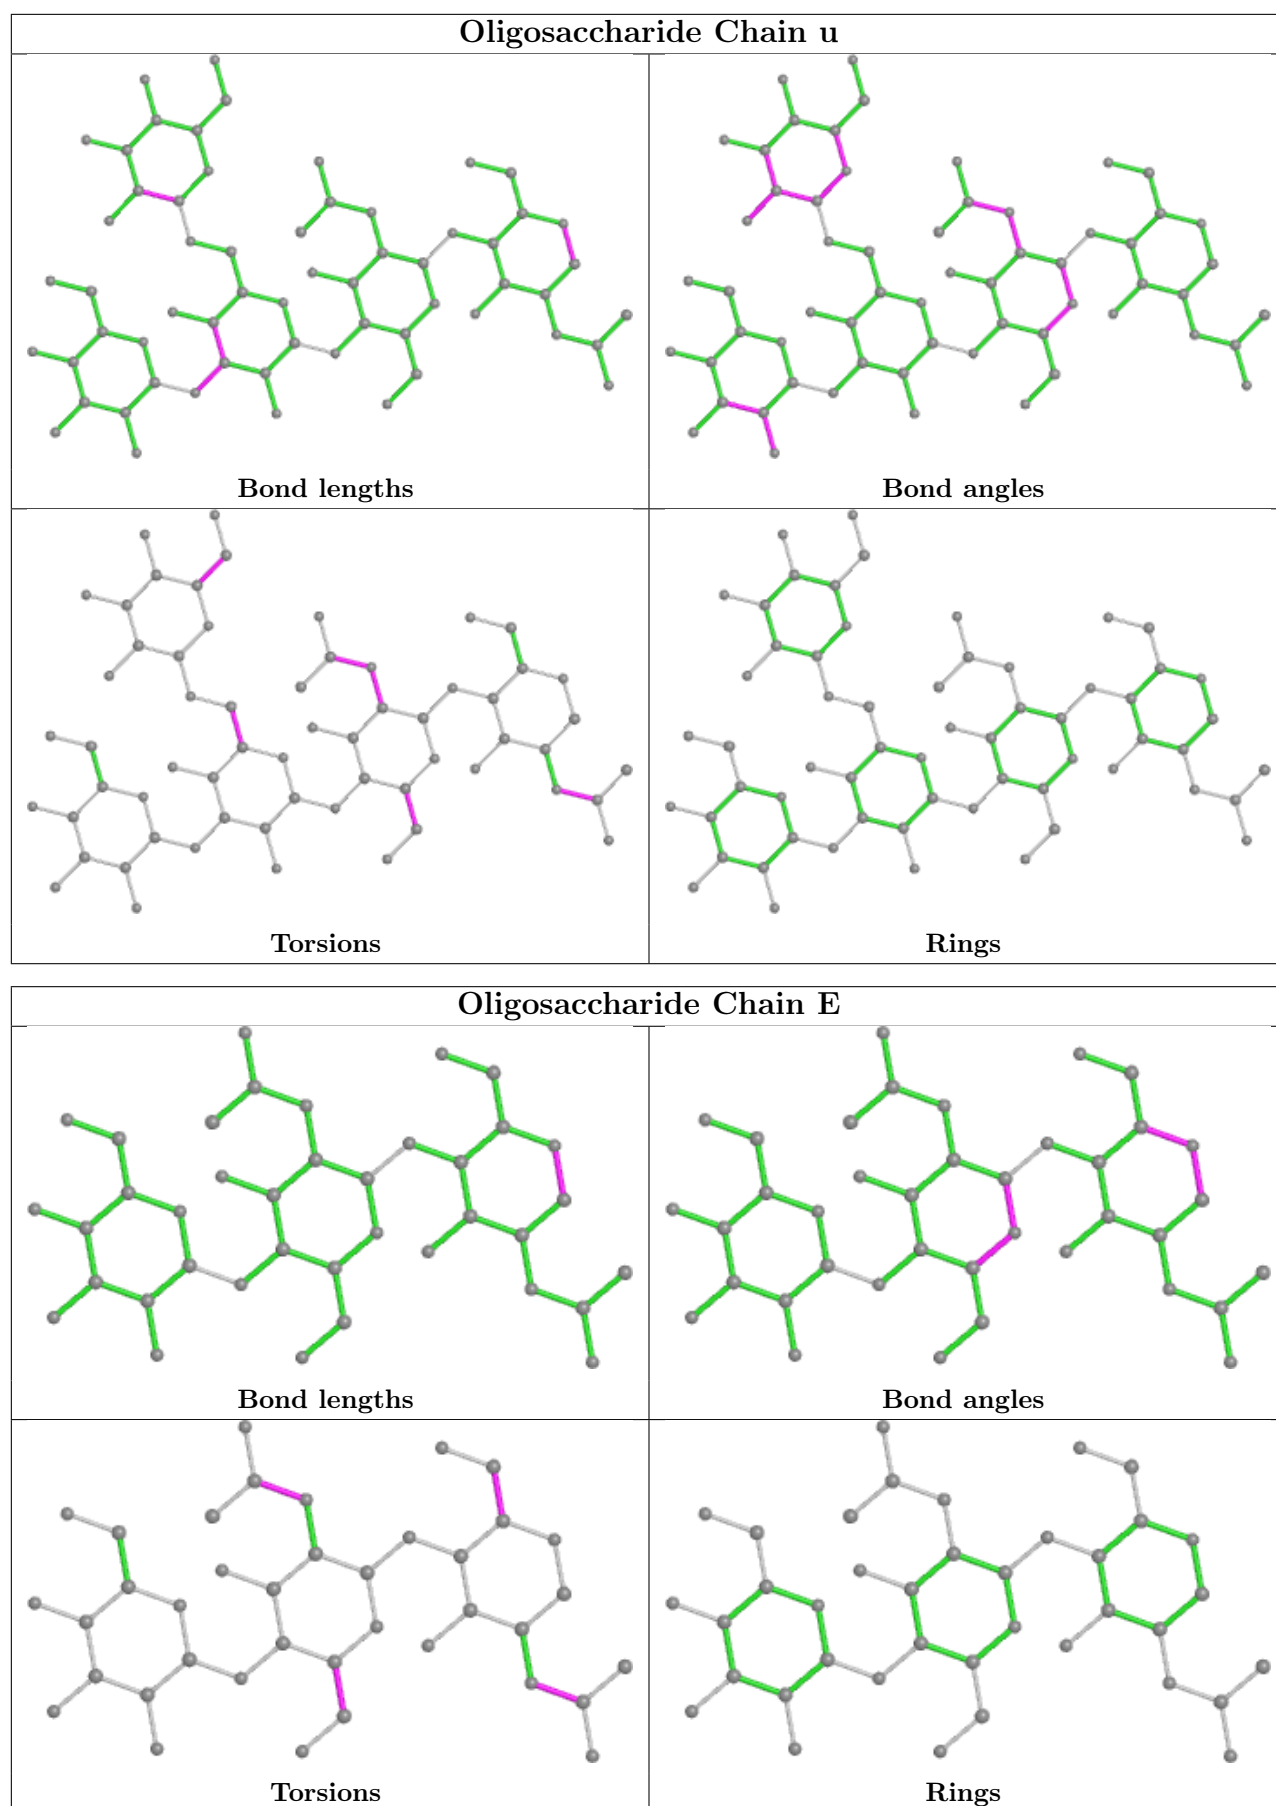 Oligosaccharide Chain u
Bond lengths
Bond angles
Torsions
Rings
Oligosaccharide Chain E
Bond lengths
Bond angles
Torsions
Rings